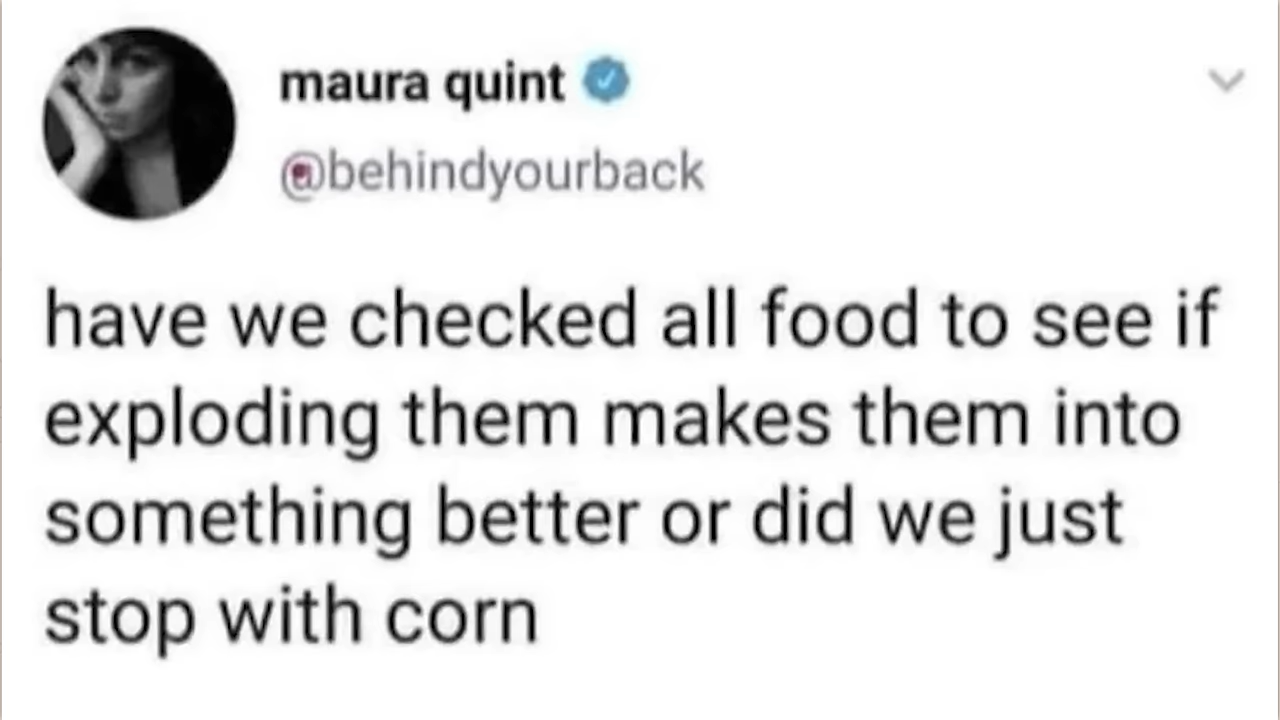 maura quint
@behindyourback
have we checked all food to see if
exploding them makes them into
something better or did we just
stop with corn